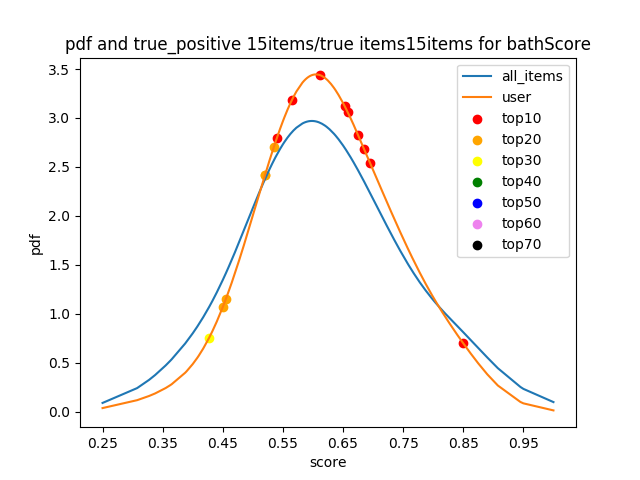 pdf and true_positive 15items/true items15items for bathScore
3.5
3.0
2.5
2.0
1.5
1.0
0.5
0.0
pdf
all_items
user
top10
top20
top30
top40
top50
top60
top70
0.25 0.35 0.45 0.55 0.65 0.75 0.85 0.95
score